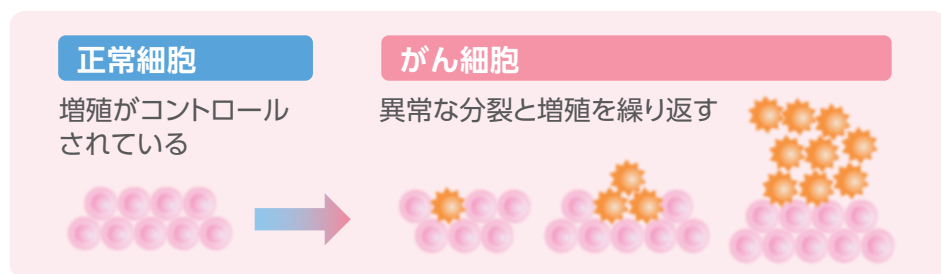 正常細胞
増殖がコントロール
されている
がん細胞
異常な分裂と増殖を繰り返す